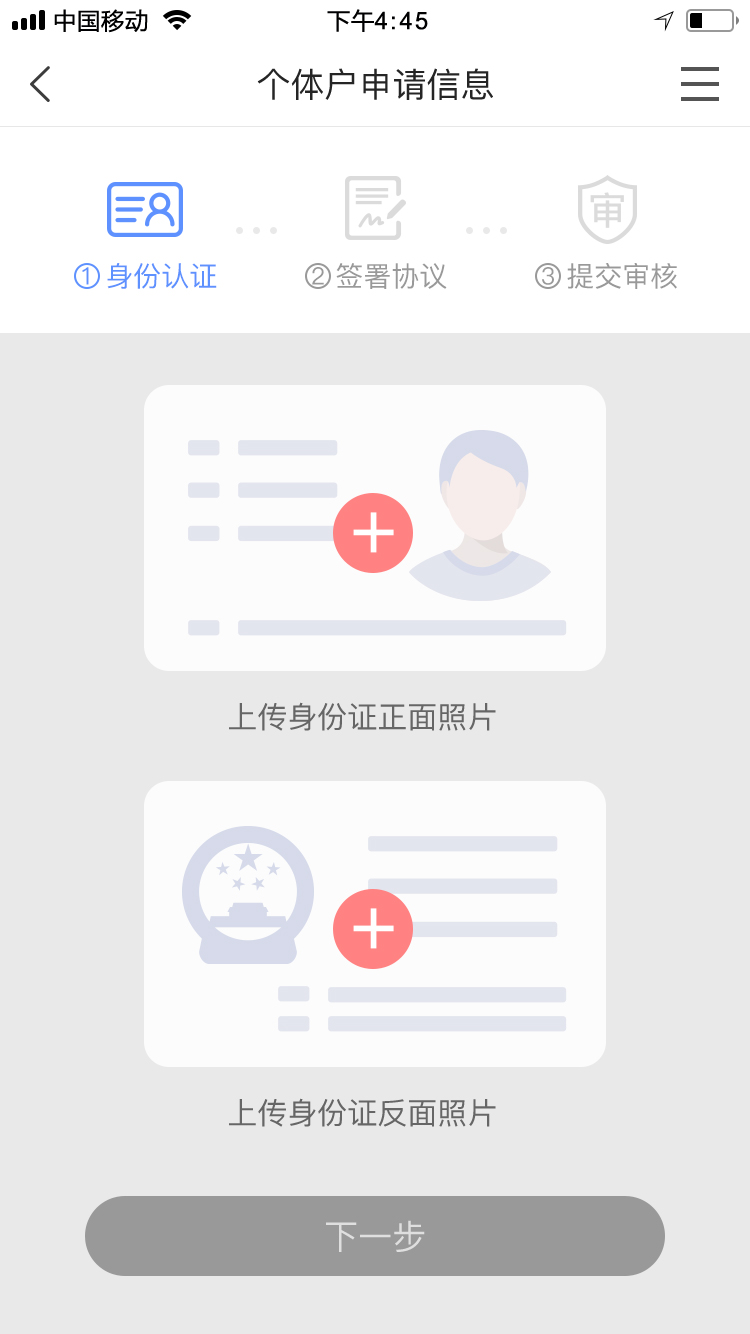 中国移动 下午4:45
个体户申请信息
审
① 身份认证 ② 签署协议 ③ 提交审核
上传身份证正面照片
上传身份证反面照片
下一步